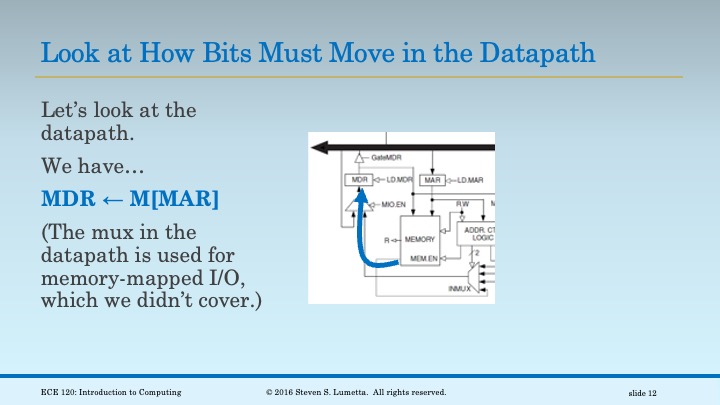 Look at How Bits Must Move in the Datapath
Let’s look at the
datapath.
We have…
MDR ← M[MAR]
(The mux in the
datapath is used for
memory-mapped I/O,
which we didn’t cover.)
GateMDR
MDR
LD.MDR
MAR
LD.MAR
MIO.EN
R.W
M
R
MEMORY
ADDR. CT
LOGIC
MEM.EN
2
INMUX
ECE 120: Introduction to Computing
© 2016 Steven S. Lumetta. All rights reserved.
slide 12